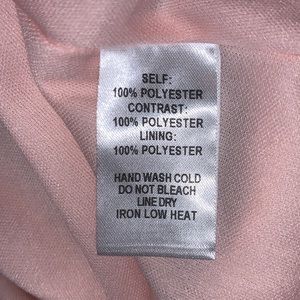 SELF:
100% POLYESTER
CONTRAST:
100% POLYESTER
LINING:
100% POLYESTER
HAND WASH COLD
DO NOT BLEACH
LINE DRY
IRON LOW HEAT